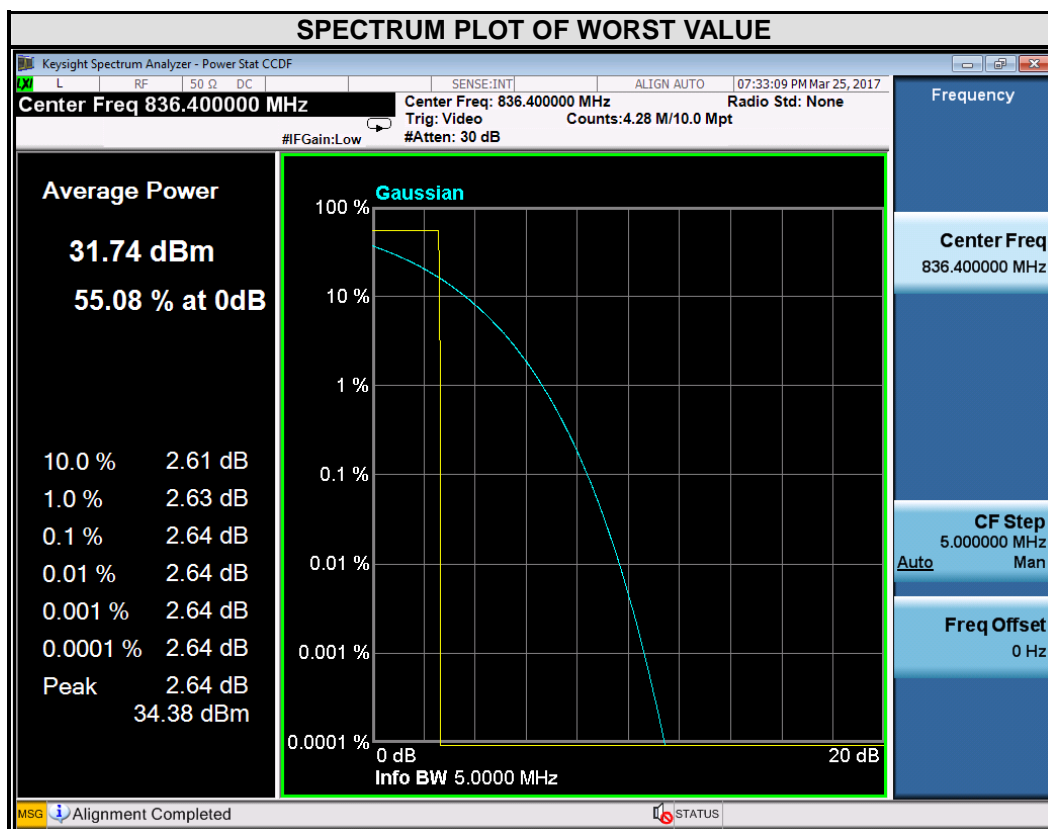 SPECTRUM PLOT OF WORST VALUE
Keysight Spectrum Analyzer - Power Stat CCDF
LXI L RF 50 Ω DC SENSE:INT ALIGN AUTO 07:33:09 PM Mar 25, 2017
Center Freq 836.400000 MHz
Center Freq: 836.400000 MHz Radio Std: None
Trig: Video Counts:4.28 M/10.0 Mpt
#IFGain:Low #Atten: 30 dB
Frequency
Average Power
31.74 dBm
55.08 % at 0dB
10.0 % 2.61 dB
1.0 % 2.63 dB
0.1 % 2.64 dB
0.01 % 2.64 dB
0.001 % 2.64 dB
0.0001 % 2.64 dB
Peak 2.64 dB
34.38 dBm
Gaussian
100 %
10 %
1 %
0.1 %
0.01 %
0.001 %
0.0001 %
0 dB 20 dB
Info BW 5.0000 MHz
Center Freq
836.400000 MHz
CF Step
5.000000 MHz
Auto Man
Freq Offset
0 Hz
MSG Alignment Completed STATUS